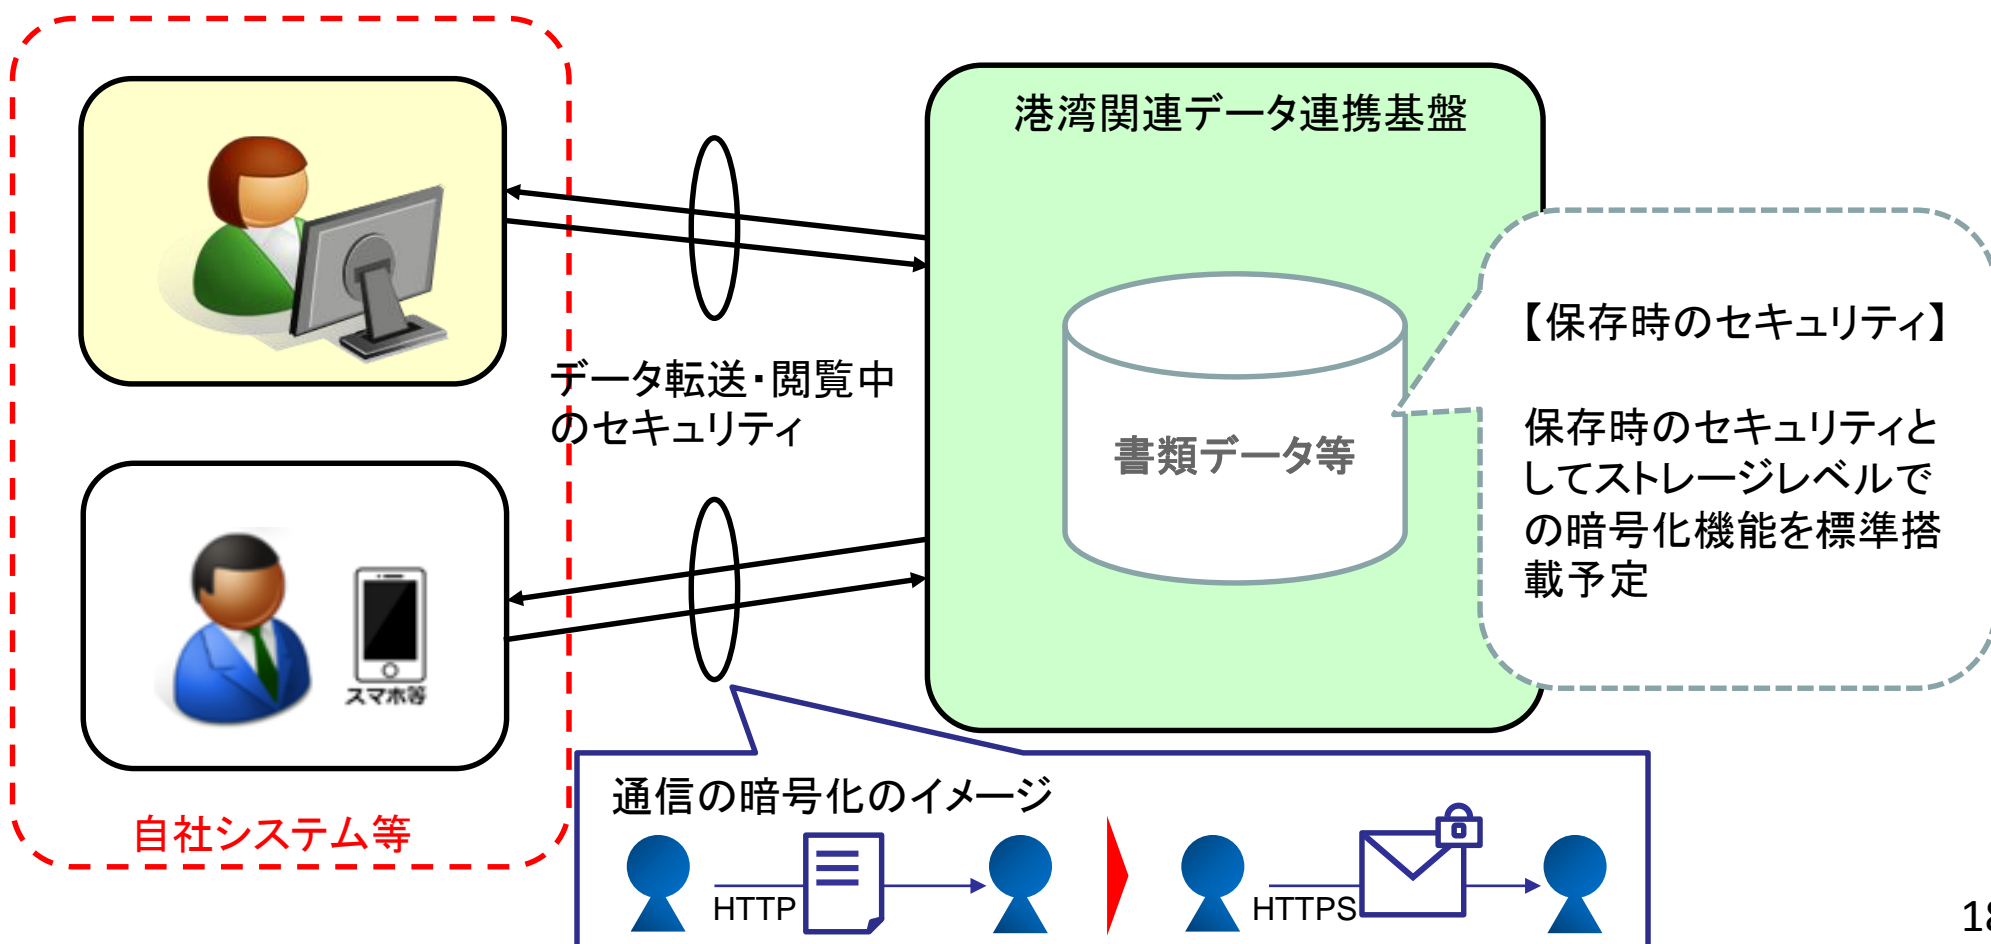 港湾関連データ連携基盤
データ転送・閲覧中
のセキュリティ
書類データ等
【保存時のセキュリティ】
保存時のセキュリティと
してストレージレベルで
の暗号化機能を標準搭
載予定
スマホ等
自社システム等
通信の暗号化のイメージ
HTTP
HTTPS
18